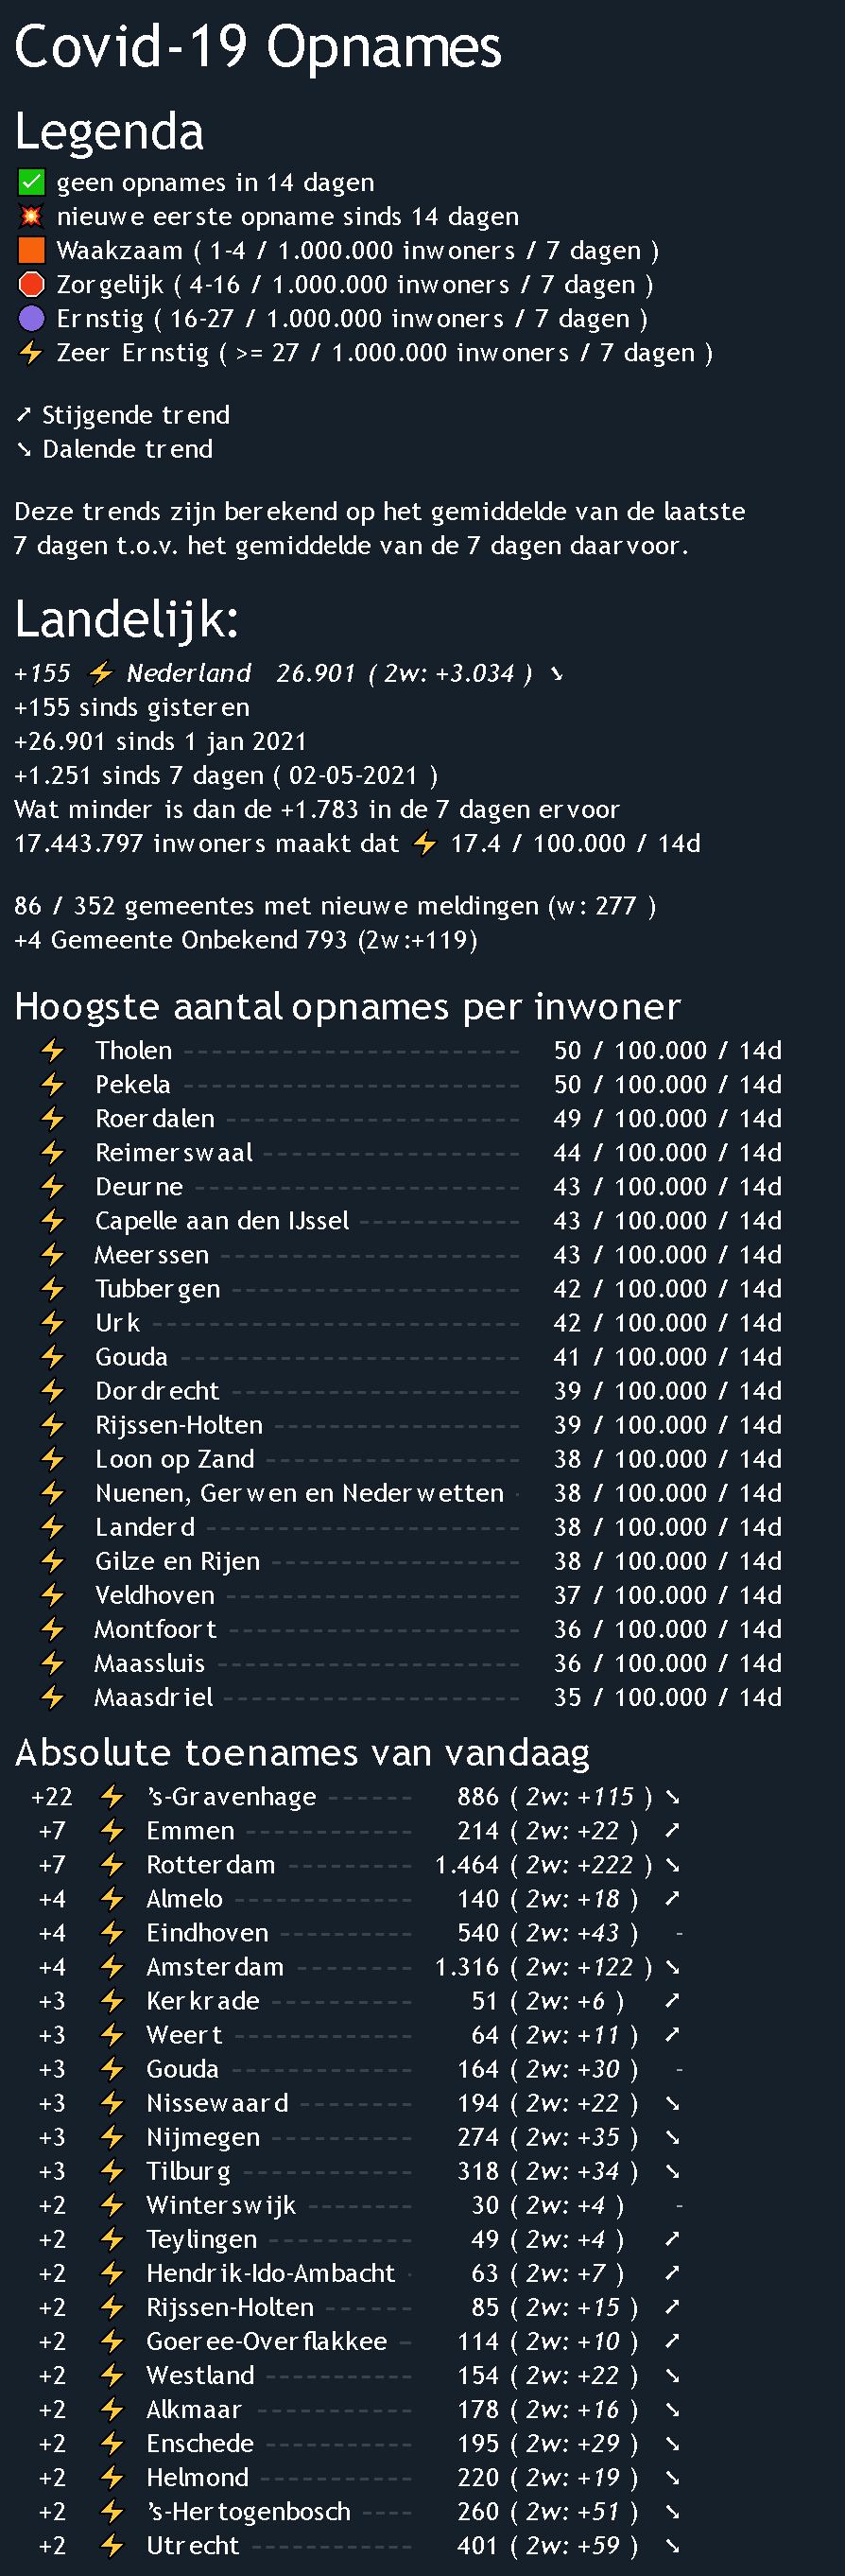 Covid-19 Opnames
Legenda
✅ geen opnames in 14 dagen
💥 nieuwe eerste opname sinds 14 dagen
🟧 Waakzaam ( 1-4 / 1.000.000 inwoners / 7 dagen )
🛑 Zorgelijk ( 4-16 / 1.000.000 inwoners / 7 dagen )
🟣 Ernstig ( 16-27 / 1.000.000 inwoners / 7 dagen )
⚡ Zeer Ernstig ( >= 27 / 1.000.000 inwoners / 7 dagen )
➚ Stijgende trend
➘ Dalende trend
Deze trends zijn berekend op het gemiddelde van de laatste
7 dagen t.o.v. het gemiddelde van de 7 dagen daarvoor.
Landelijk:
+155 ⚡ Nederland 26.901 ( 2w: +3.034 ) ➘
+155 sinds gisteren
+26.901 sinds 1 jan 2021
+1.251 sinds 7 dagen ( 02-05-2021 )
Wat minder is dan de +1.783 in de 7 dagen ervoor
17.443.797 inwoners maakt dat ⚡ 17.4 / 100.000 / 14d
86 / 352 gemeentes met nieuwe meldingen (w: 277 )
+4 Gemeente Onbekend 793 (2w:+119)
Hoogste aantal opnames per inwoner
⚡ Tholen 50 / 100.000 / 14d
⚡ Pekela 50 / 100.000 / 14d
⚡ Roerdalen 49 / 100.000 / 14d
⚡ Reimerswaal 44 / 100.000 / 14d
⚡ Deurne 43 / 100.000 / 14d
⚡ Capelle aan den IJssel 43 / 100.000 / 14d
⚡ Meerssen 43 / 100.000 / 14d
⚡ Tubbergen 42 / 100.000 / 14d
⚡ Urk 42 / 100.000 / 14d
⚡ Gouda 41 / 100.000 / 14d
⚡ Dordrecht 39 / 100.000 / 14d
⚡ Rijssen-Holten 39 / 100.000 / 14d
⚡ Loon op Zand 38 / 100.000 / 14d
⚡ Nuenen, Gerwen en Nederwetten 38 / 100.000 / 14d
⚡ Landerd 38 / 100.000 / 14d
⚡ Gilze en Rijen 38 / 100.000 / 14d
⚡ Veldhoven 37 / 100.000 / 14d
⚡ Montfoort 36 / 100.000 / 14d
⚡ Maassluis 36 / 100.000 / 14d
⚡ Maasdriel 35 / 100.000 / 14d
Absolute toenames van vandaag
+22 ⚡ 's-Gravenhage 886 ( 2w: +115 ) ➘
+7 ⚡ Emmen 214 ( 2w: +22 ) ➚
+7 ⚡ Rotterdam 1.464 ( 2w: +222 ) ➘
+4 ⚡ Almelo 140 ( 2w: +18 ) ➚
+4 ⚡ Eindhoven 540 ( 2w: +43 ) -
+4 ⚡ Amsterdam 1.316 ( 2w: +122 ) ➘
+3 ⚡ Kerkrade 51 ( 2w: +6 ) ➚
+3 ⚡ Weert 64 ( 2w: +11 ) ➚
+3 ⚡ Gouda 164 ( 2w: +30 ) -
+3 ⚡ Nissewaard 194 ( 2w: +22 ) ➘
+3 ⚡ Nijmegen 274 ( 2w: +35 ) ➘
+3 ⚡ Tilburg 318 ( 2w: +34 ) ➘
+2 ⚡ Winterswijk 30 ( 2w: +4 ) -
+2 ⚡ Teylingen 49 ( 2w: +4 ) ➚
+2 ⚡ Hendrik-Ido-Ambacht 63 ( 2w: +7 ) ➚
+2 ⚡ Rijssen-Holten 85 ( 2w: +15 ) ➚
+2 ⚡ Goeree-Overflakkee 114 ( 2w: +10 ) ➚
+2 ⚡ Westland 154 ( 2w: +22 ) ➘
+2 ⚡ Alkmaar 178 ( 2w: +16 ) ➘
+2 ⚡ Enschede 195 ( 2w: +29 ) ➘
+2 ⚡ Helmond 220 ( 2w: +19 ) ➘
+2 ⚡ 's-Hertogenbosch 260 ( 2w: +51 ) ➘
+2 ⚡ Utrecht 401 ( 2w: +59 ) ➘